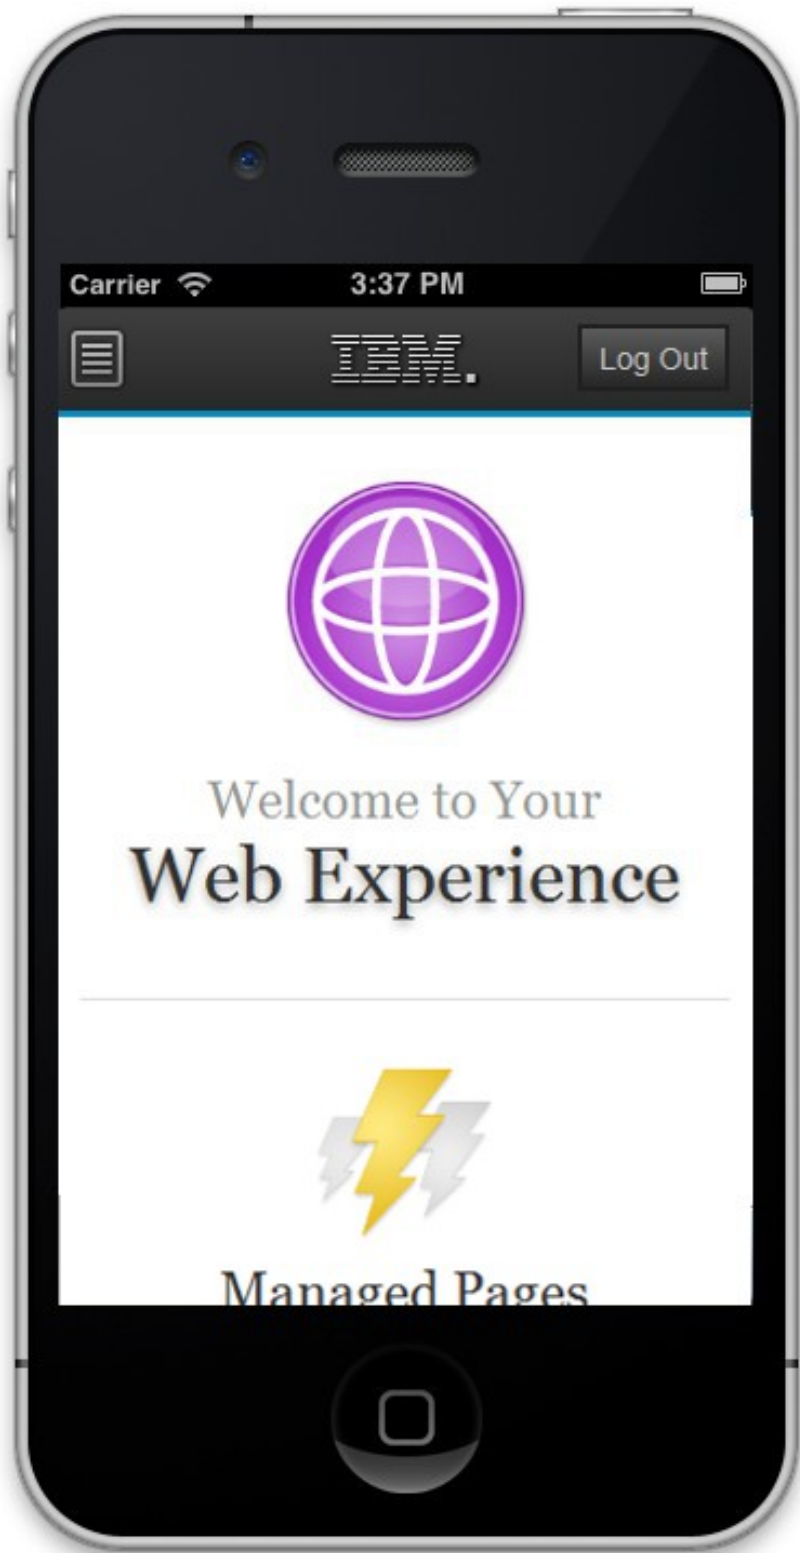 Carrier 3:37 PM
IBM. Log Out
Welcome to Your
Web Experience
Managed Pages